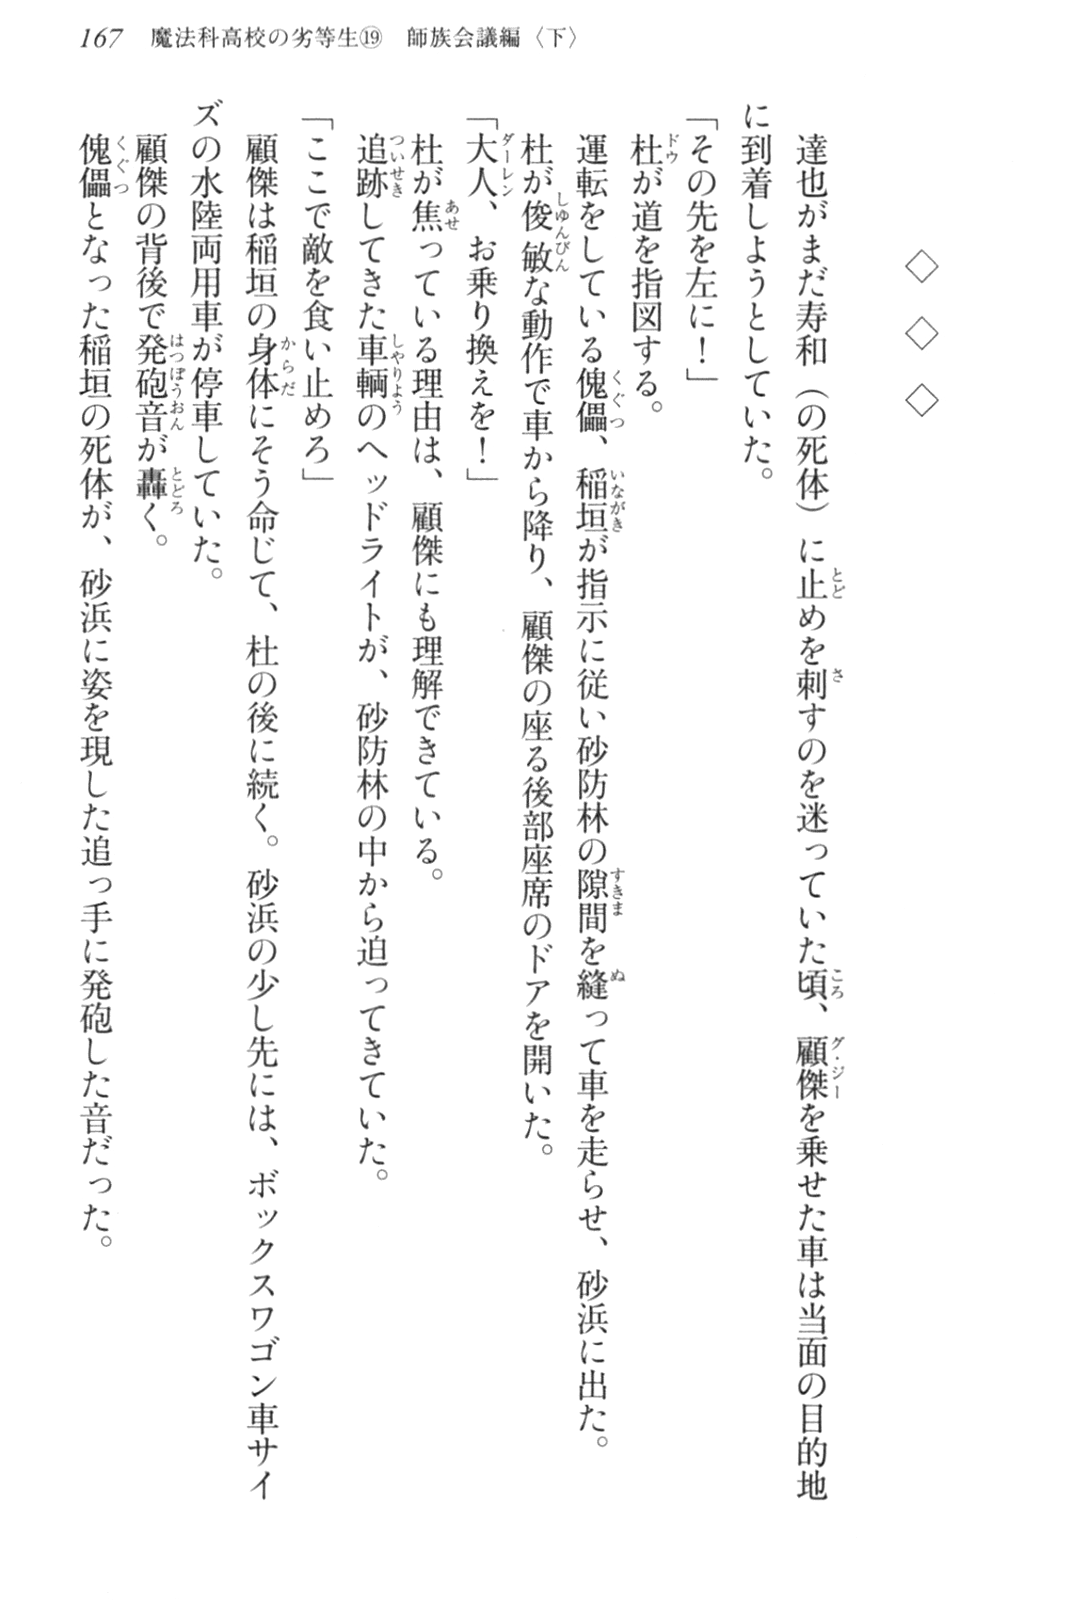 167　魔法科高校の劣等生⑲　師族会議編〈下〉
◇　◇　◇
達也がまだ寿和（の死体）に止めを刺すのを迷っていた頃、顧傑を乗せた車は当面の目的地
に到着しようとしていた。
「その先を左に！」
杜が道を指図する。
運転をしている傀儡、稲垣が指示に従い砂防林の隙間を縫って車を走らせ、砂浜に出た。
杜が俊敏な動作で車から降り、顧傑の座る後部座席のドアを開いた。
「大人、お乗り換えを！」
杜が焦っている理由は、顧傑にも理解できている。
追跡してきた車輌のヘッドライトが、砂防林の中から迫ってきていた。
「ここで敵を食い止めろ」
顧傑は稲垣の身体にそう命じて、杜の後に続く。砂浜の少し先には、ボックスワゴン車サイ
ズの水陸両用車が停車していた。
顧傑の背後で発砲音が轟く。
傀儡となった稲垣の死体が、砂浜に姿を現した追っ手に発砲した音だった。